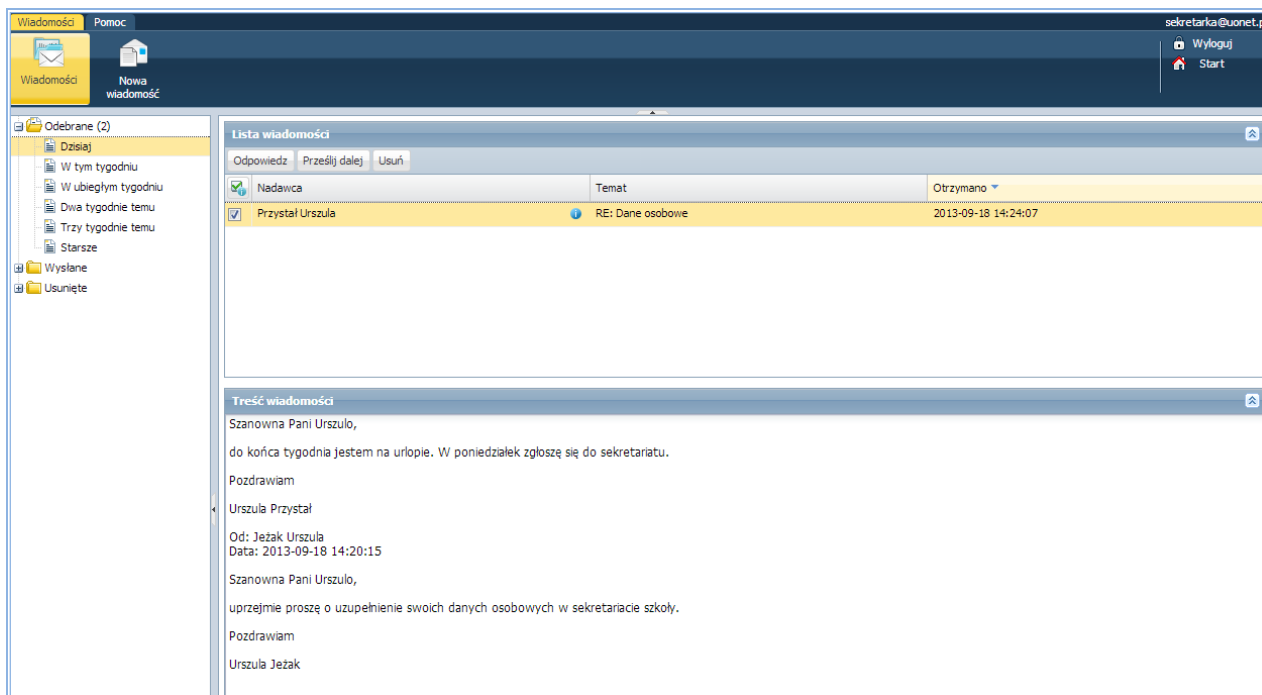 Wiadomości Pomoc sekretarka@uonet.p
Wiadomości
Nowa
wiadomość
Wyloguj
Start
Odebrane (2)
Dzisiaj
W tym tygodniu
W ubiegłym tygodniu
Dwa tygodnie temu
Trzy tygodnie temu
Starsze
Wysłane
Usunięte
Lista wiadomości
Odpowiedz Prześlij dalej Usuń
Nadawca Temat Otrzymano
Przystał Urszula RE: Dane osobowe 2013-09-18 14:24:07
Treść wiadomości
Szanowna Pani Urszulo,
do końca tygodnia jestem na urlopie. W poniedziałek zgłoszę się do sekretariatu.
Pozdrawiam
Urszula Przystał
Od: Jeżak Urszula
Data: 2013-09-18 14:20:15
Szanowna Pani Urszulo,
uprzejmie proszę o uzupełnienie swoich danych osobowych w sekretariacie szkoły.
Pozdrawiam
Urszula Jeżak